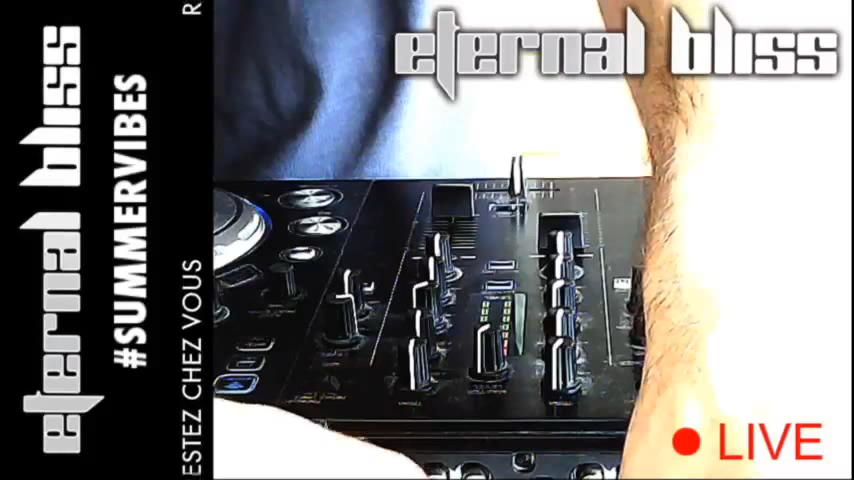 eternal bliss
#SUMMERVIBES
ESTEZ CHEZ VOUS
R
eternal bliss
LIVE